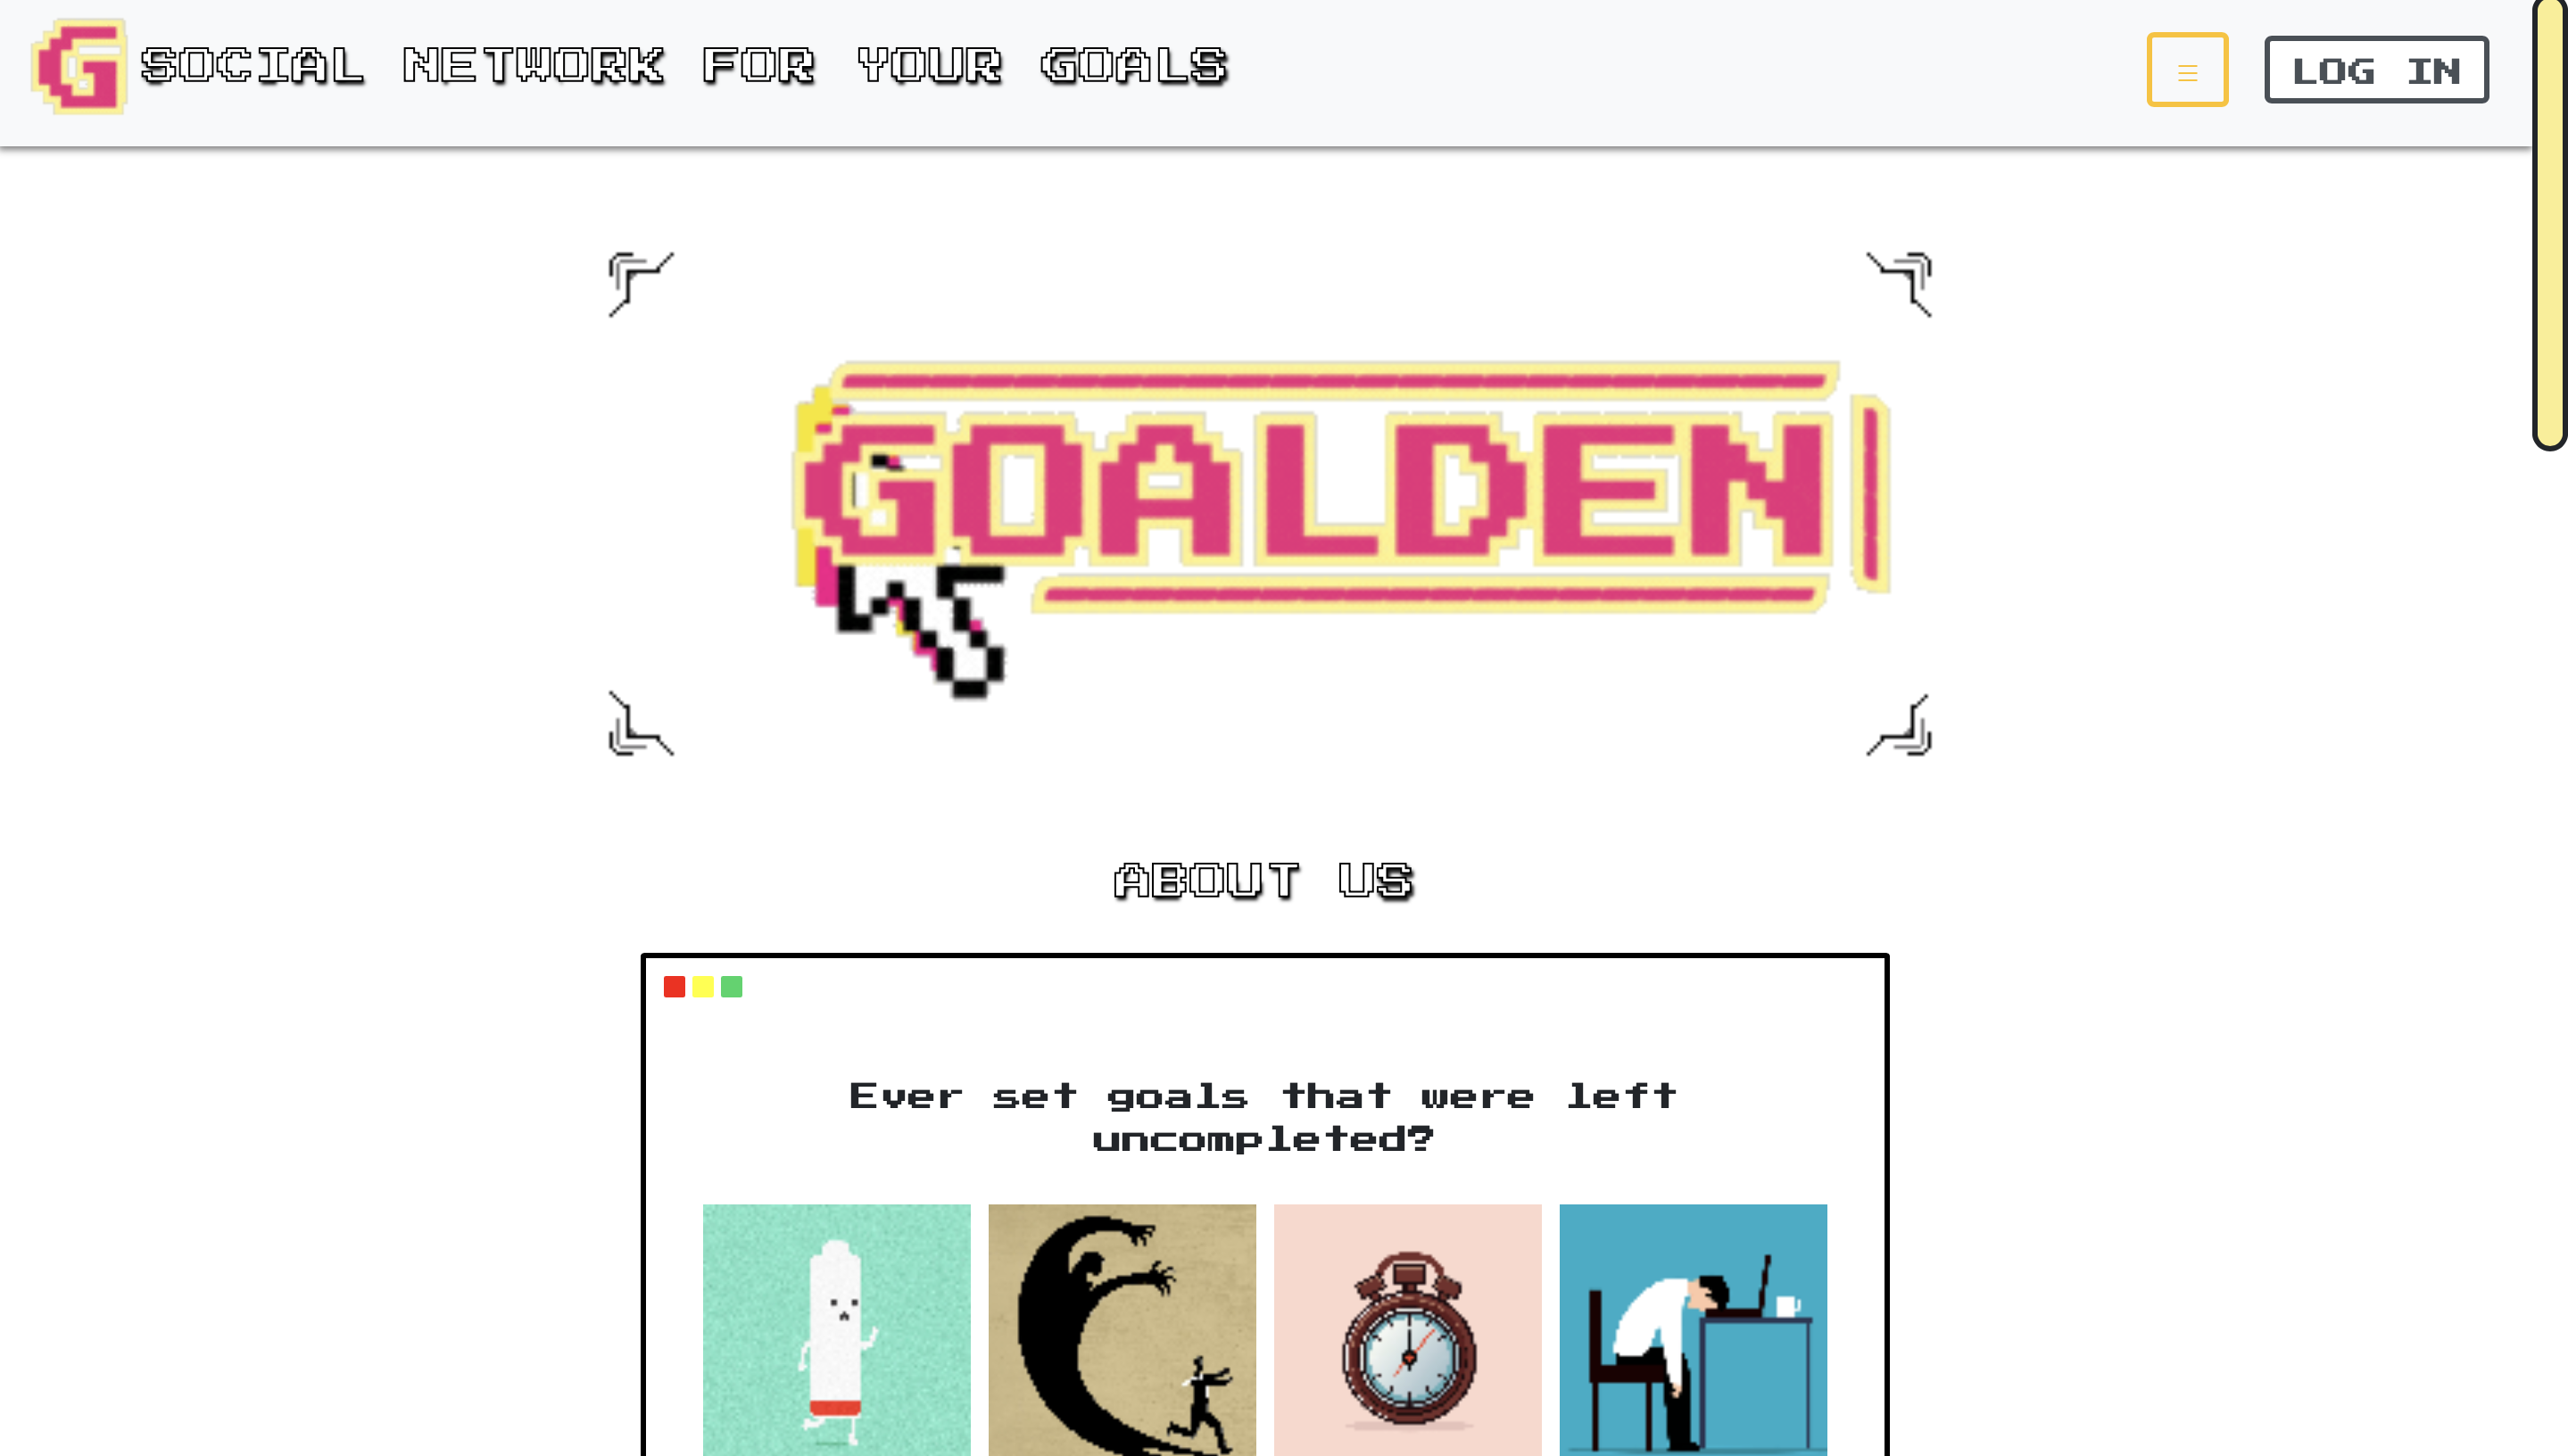 G SOCIAL NETWORK FOR YOUR GOALS
LOG IN
GOALDEN
ABOUT US
Ever set goals that were left
uncompleted?